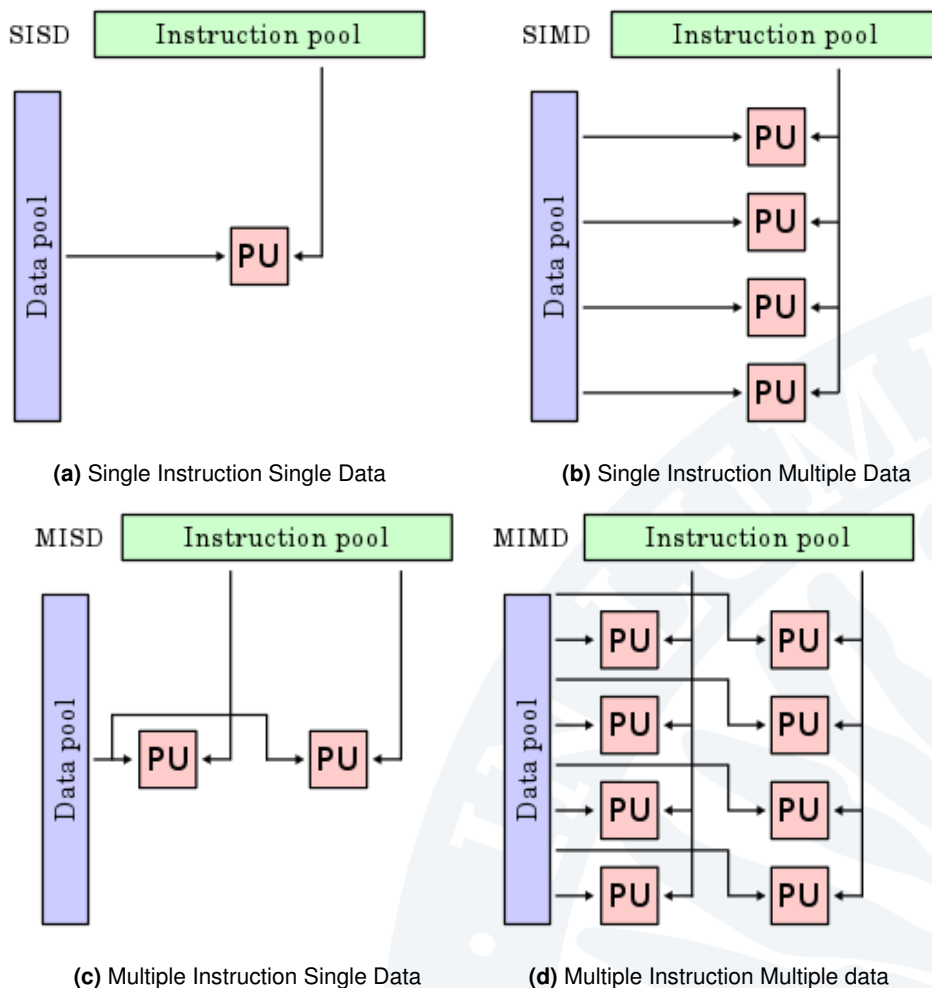 SISD Instruction pool
Data pool
PU
(a) Single Instruction Single Data
SIMD Instruction pool
Data pool
PU
PU
PU
PU
(b) Single Instruction Multiple Data
MISD Instruction pool
Data pool
PU PU
(c) Multiple Instruction Single Data
MIMD Instruction pool
Data pool
PU PU
PU PU
PU PU
PU PU
(d) Multiple Instruction Multiple data